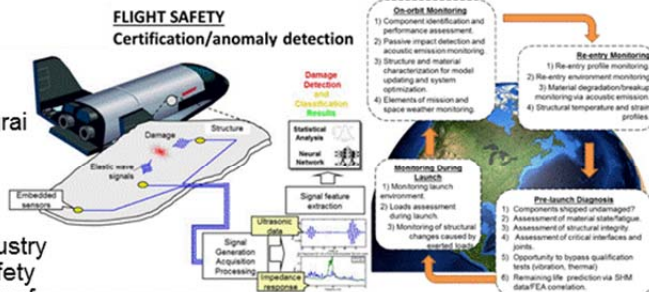 FLIGHT SAFETY
Certification/anomaly detection
rai
ustry
fety
Damage
Structure
Elastic wave
signals
Embedded
sensors
Damage
Detection
and
Classification
Results
Statistical
Analysis
Neural
Network
Signal feature
extraction
Ultrasonic
data
Signal
Generation
Acquisition
Processing
Impedance
response
On-orbit Monitoring
1) Component identification and
performance assessment.
2) Passive impact detection and
acoustic emission monitoring.
3) Structure and material
characterization for model
updating and system
optimization.
4) Elements of mission and
space weather monitoring.
Re-entry Monitoring
1) Re-entry profile monitoring.
2) Re-entry environment monitoring
3) Material degradation/breakup
monitoring via acoustic emission.
4) Structural temperature and strain
profiles.
Monitoring During
Launch
1) Monitoring launch
environment.
2) Loads assessment
during launch.
3) Monitoring of structural
changes caused by
exerted loads
Pre-launch Diagnosis
1) Components shipped undamaged?
2) Assessment of material state/fatigue.
3) Assessment of structural integrity
4) Assessment of critical interfaces and
joints.
5) Opportunity to bypass qualification
tests (vibration, thermal)
6) Remaining life prediction via SHM
data/FEA correlation.